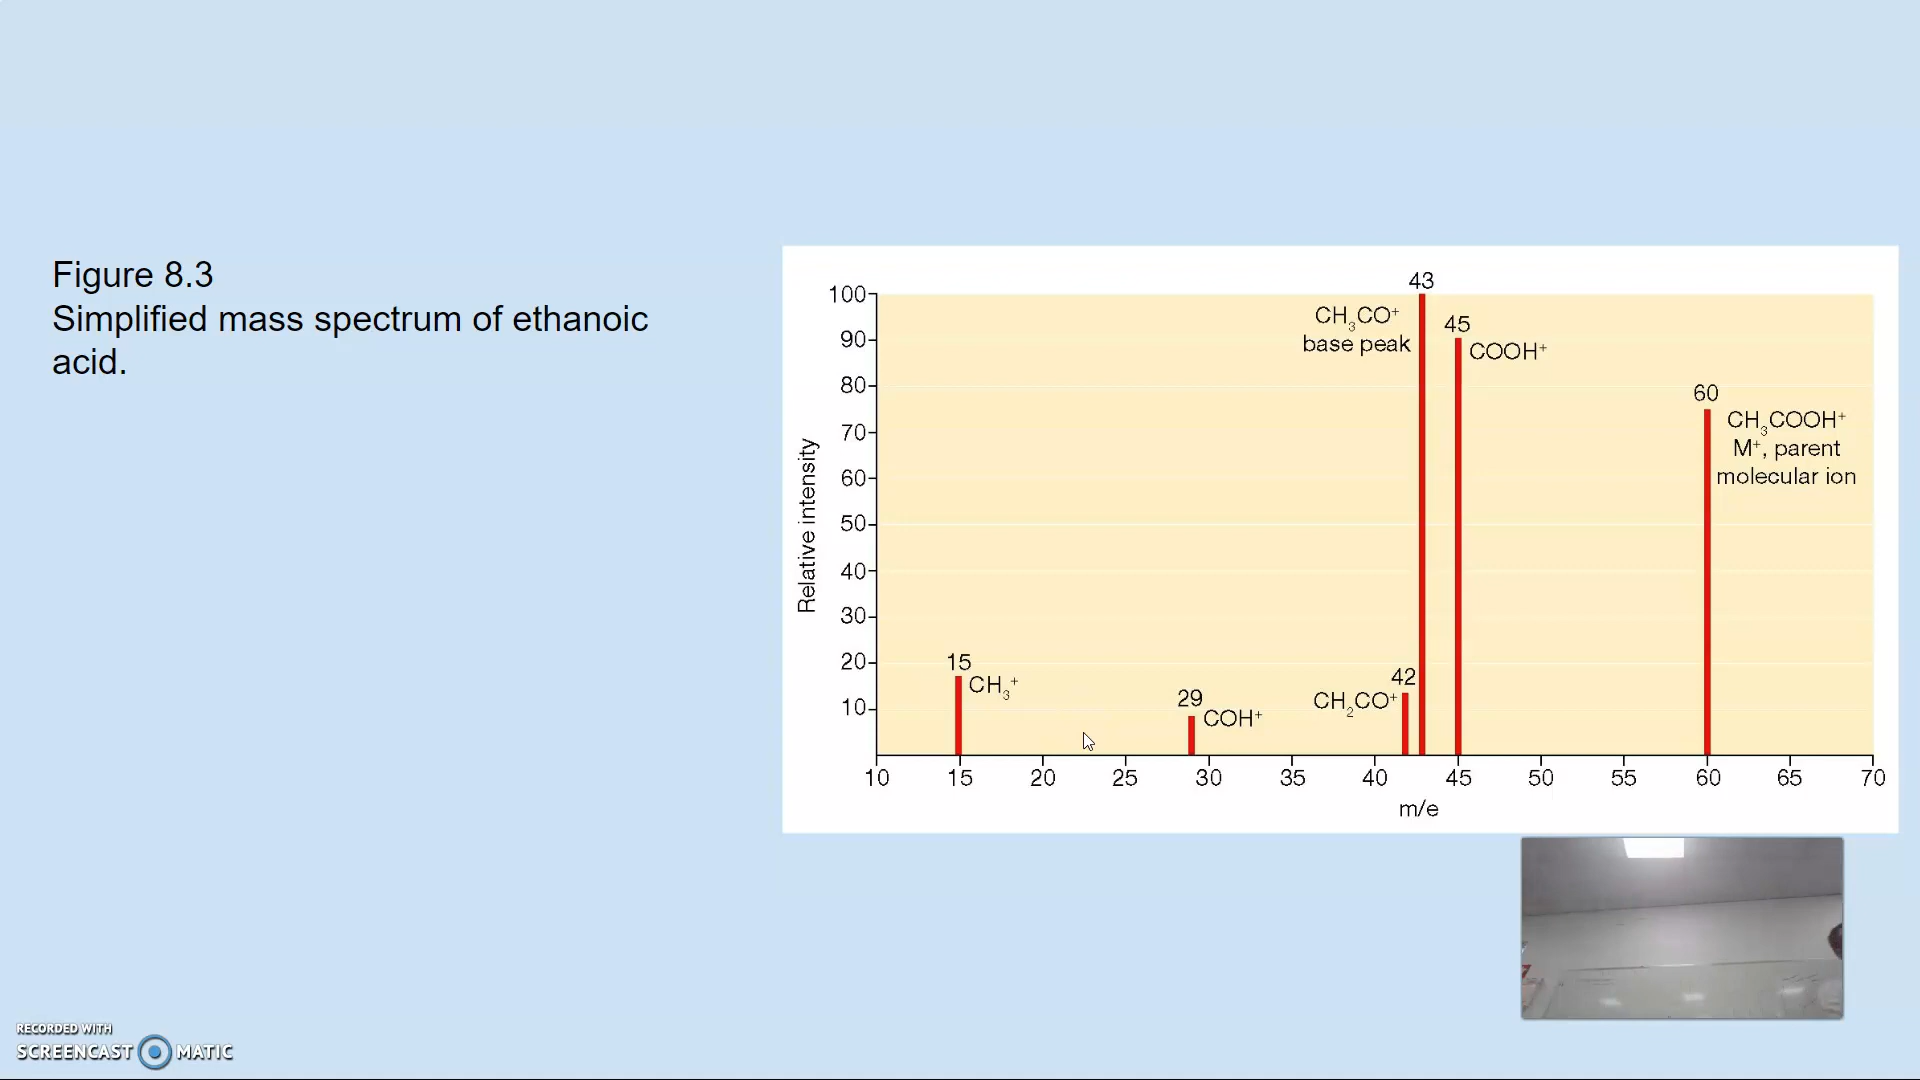 Figure 8.3
Simplified mass spectrum of ethanoic
acid.
Relative intensity
100
90
80
70
60
50
40
30
20
10
15
CH₃⁺
29
COH⁺
42
CH₂CO⁺
43
CH₃CO⁺
base peak
45
COOH⁺
60
CH₃COOH⁺
M⁺, parent
molecular ion
10 15 20 25 30 35 40 45 50 55 60 65 70
m/e
RECORDED WITH
SCREENCAST MATIC